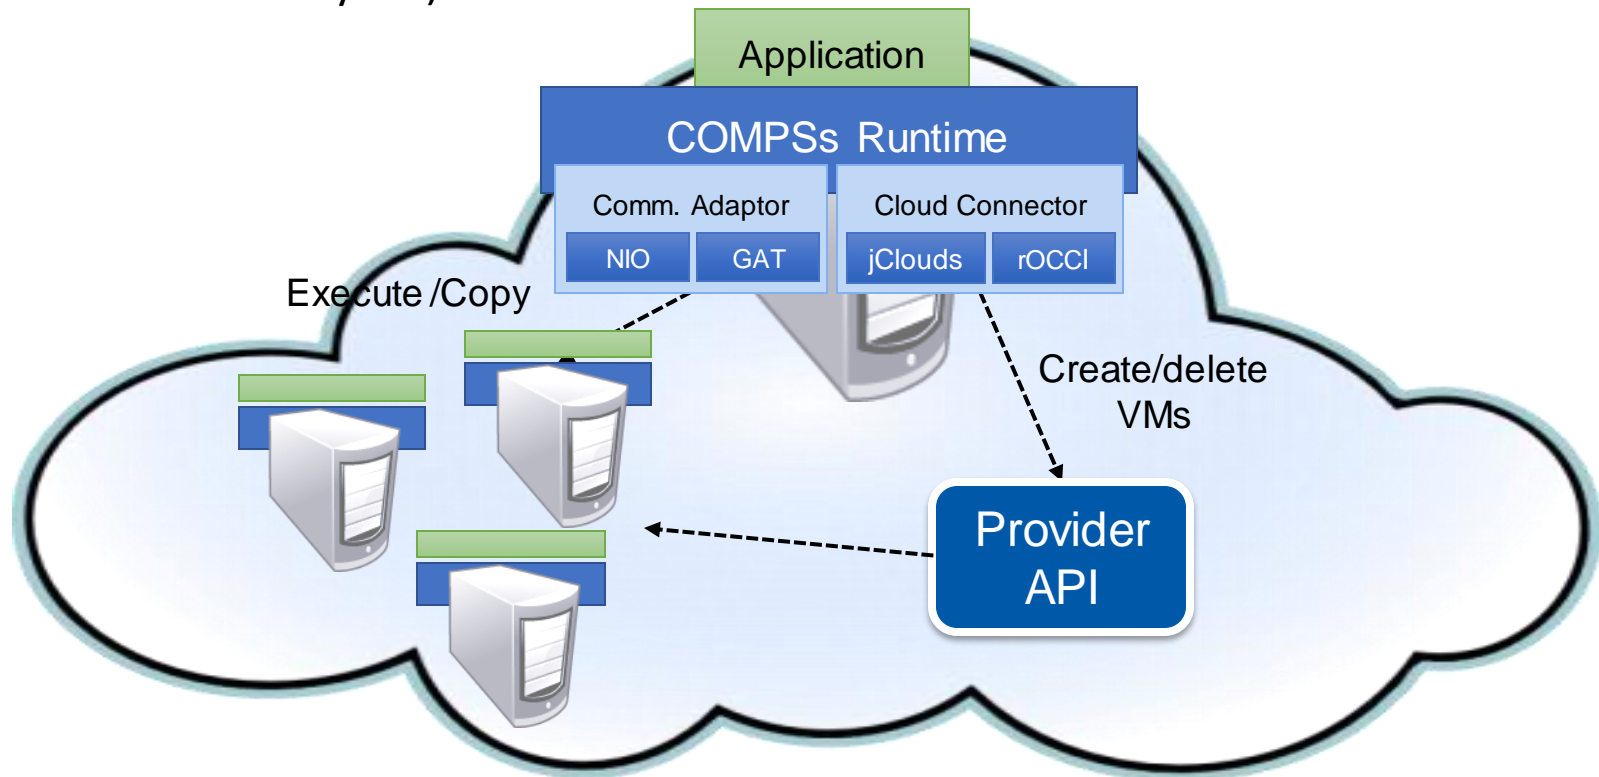 Application
COMPSs Runtime
Comm. Adaptor
Cloud Connector
NIO
GAT
jClouds
rOCCI
Execute /Copy
Create/delete
VMs
Provider
API